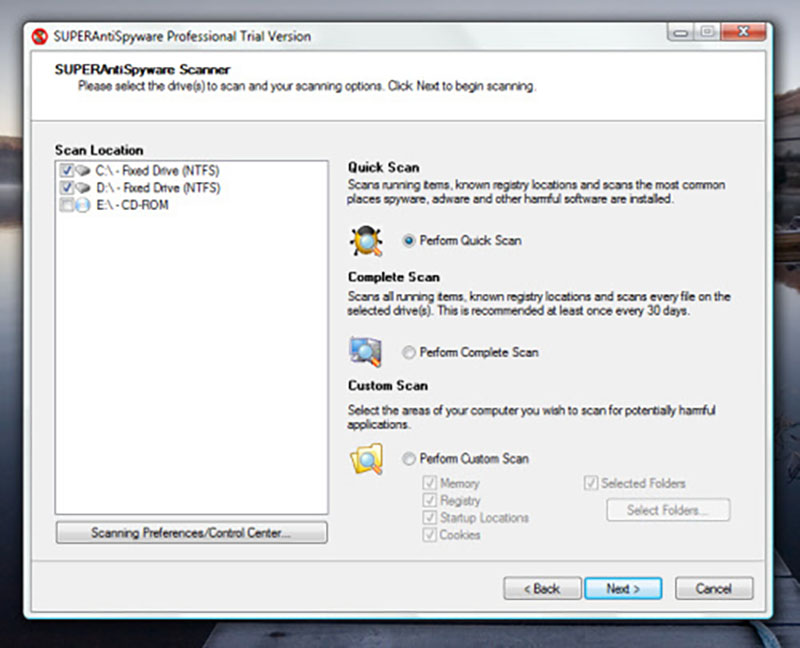 SUPERAntiSpyware Professional Trial Version
SUPERAntiSpyware Scanner
Please select the drive(s) to scan and your scanning options. Click Next to begin scanning.
Scan Location
C:\ - Fixed Drive (NTFS)
D:\ - Fixed Drive (NTFS)
E:\ - CD-ROM
Scanning Preferences/Control Center...
Quick Scan
Scans running items, known registry locations and scans the most common
places spyware, adware and other harmful software are installed.
Perform Quick Scan
Complete Scan
Scans all running items, known registry locations and scans every file on the
selected drive(s). This is recommended at least once every 30 days.
Perform Complete Scan
Custom Scan
Select the areas of your computer you wish to scan for potentially harmful
applications.
Perform Custom Scan
Memory
Registry
Startup Locations
Cookies
Selected Folders
Select Folders...
< Back
Next >
Cancel